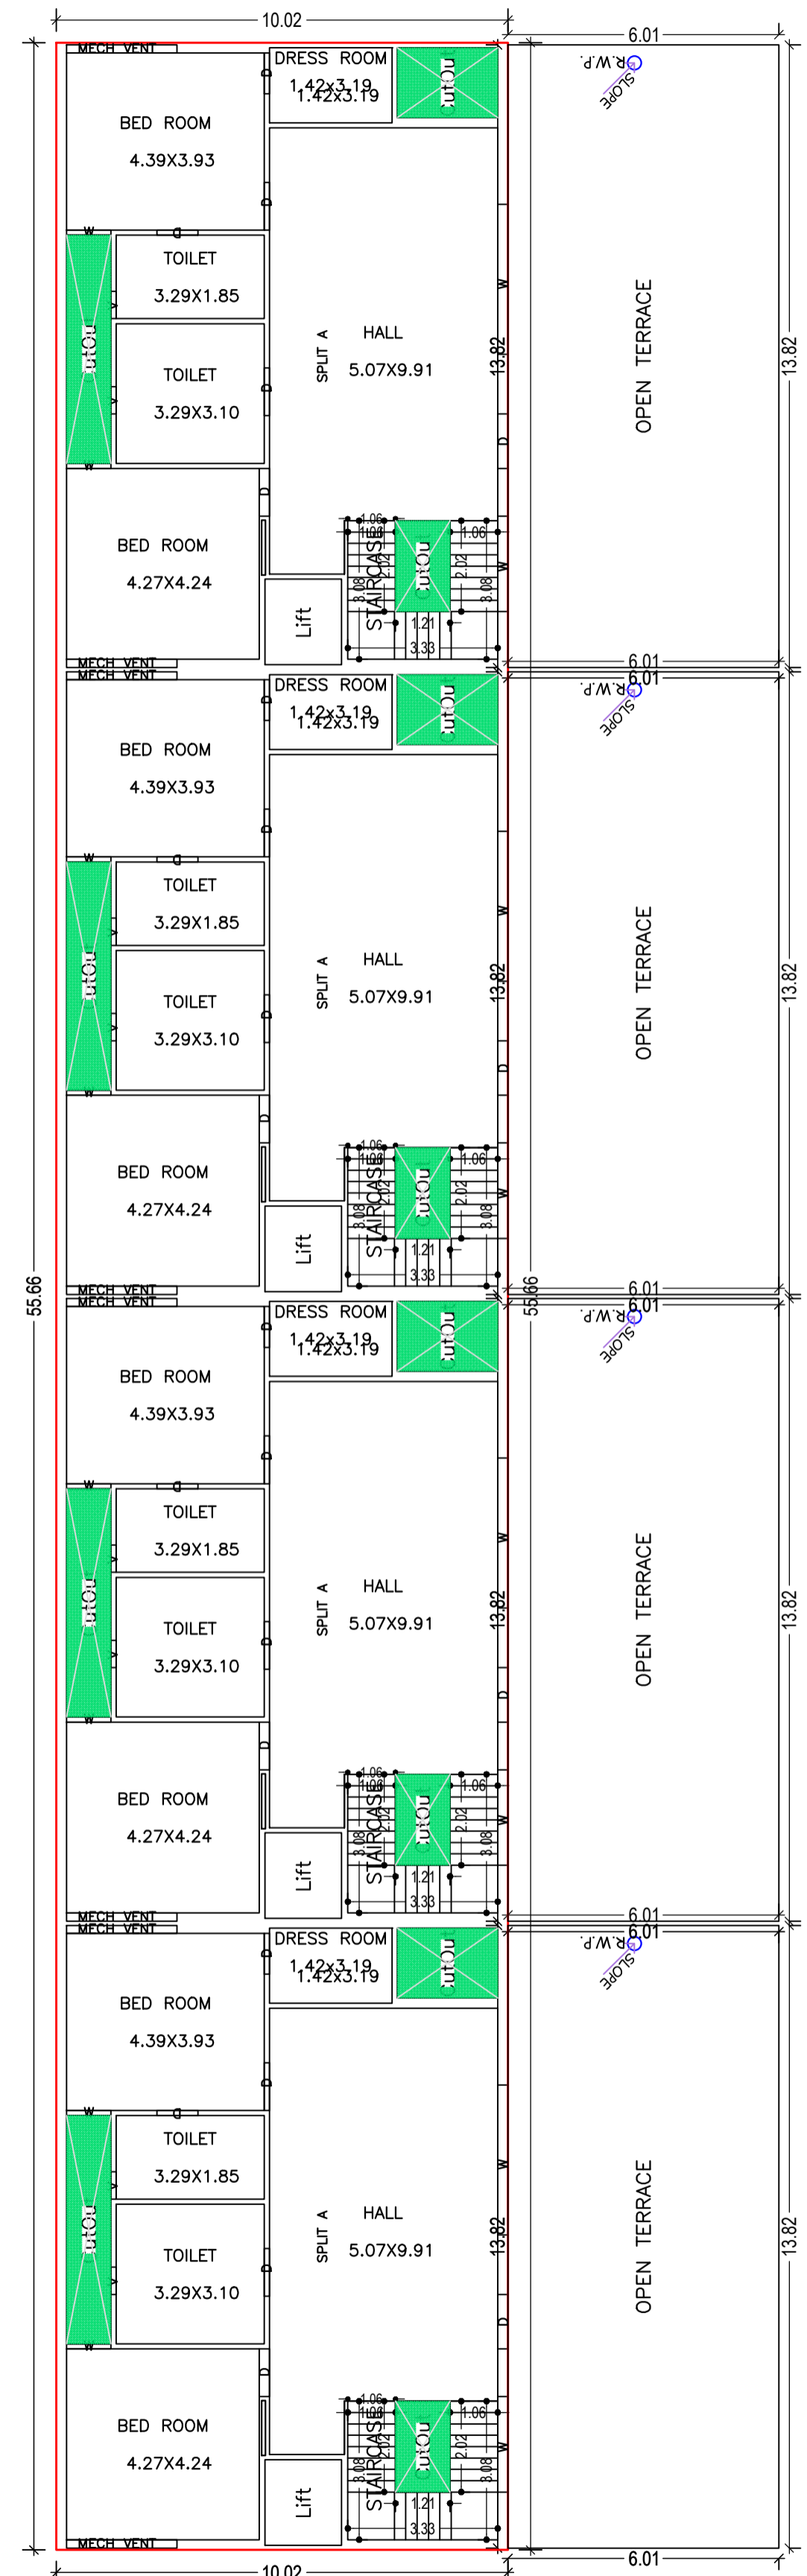 10.02
6.01
MECH VENT
DRESS ROOM
1.42x3.19
1.42x3.19
CutOut
R.W.P.
SLOPE
D
BED ROOM
4.39X3.93
D
W
D
TOILET
3.29X1.85
V
CutOut
TOILET
3.29X3.10
V
D
SPLIT A
HALL
5.07X9.91
W
13.82
OPEN TERRACE
13.82
D
W
D
BED ROOM
4.27X4.24
1.06
1.06
1.06
STAIRCASE
2.02
CutOut
2.02
3.08
3.08
W
Lift
1.21
3.33
MECH VENT
6.01
MECH VENT
6.01
DRESS ROOM
1.42x3.19
1.42x3.19
CutOut
R.W.P.
SLOPE
D
BED ROOM
4.39X3.93
D
W
D
TOILET
3.29X1.85
V
CutOut
TOILET
3.29X3.10
V
D
SPLIT A
HALL
5.07X9.91
W
13.82
OPEN TERRACE
13.82
D
W
D
BED ROOM
4.27X4.24
1.06
1.06
1.06
STAIRCASE
2.02
CutOut
2.02
3.08
3.08
W
Lift
1.21
3.33
55.66
55.66
MECH VENT
6.01
MECH VENT
6.01
DRESS ROOM
1.42x3.19
1.42x3.19
CutOut
R.W.P.
SLOPE
D
BED ROOM
4.39X3.93
D
W
D
TOILET
3.29X1.85
V
CutOut
TOILET
3.29X3.10
V
D
SPLIT A
HALL
5.07X9.91
W
13.82
OPEN TERRACE
13.82
D
W
D
BED ROOM
4.27X4.24
1.06
1.06
1.06
STAIRCASE
2.02
CutOut
2.02
3.08
3.08
W
Lift
1.21
3.33
MECH VENT
6.01
MECH VENT
6.01
DRESS ROOM
1.42x3.19
1.42x3.19
CutOut
R.W.P.
SLOPE
D
BED ROOM
4.39X3.93
D
W
D
TOILET
3.29X1.85
V
CutOut
TOILET
3.29X3.10
V
D
SPLIT A
HALL
5.07X9.91
W
13.82
OPEN TERRACE
13.82
D
W
D
BED ROOM
4.27X4.24
1.06
1.06
1.06
STAIRCASE
2.02
CutOut
2.02
3.08
3.08
W
Lift
1.21
3.33
MECH VENT
6.01
10.02